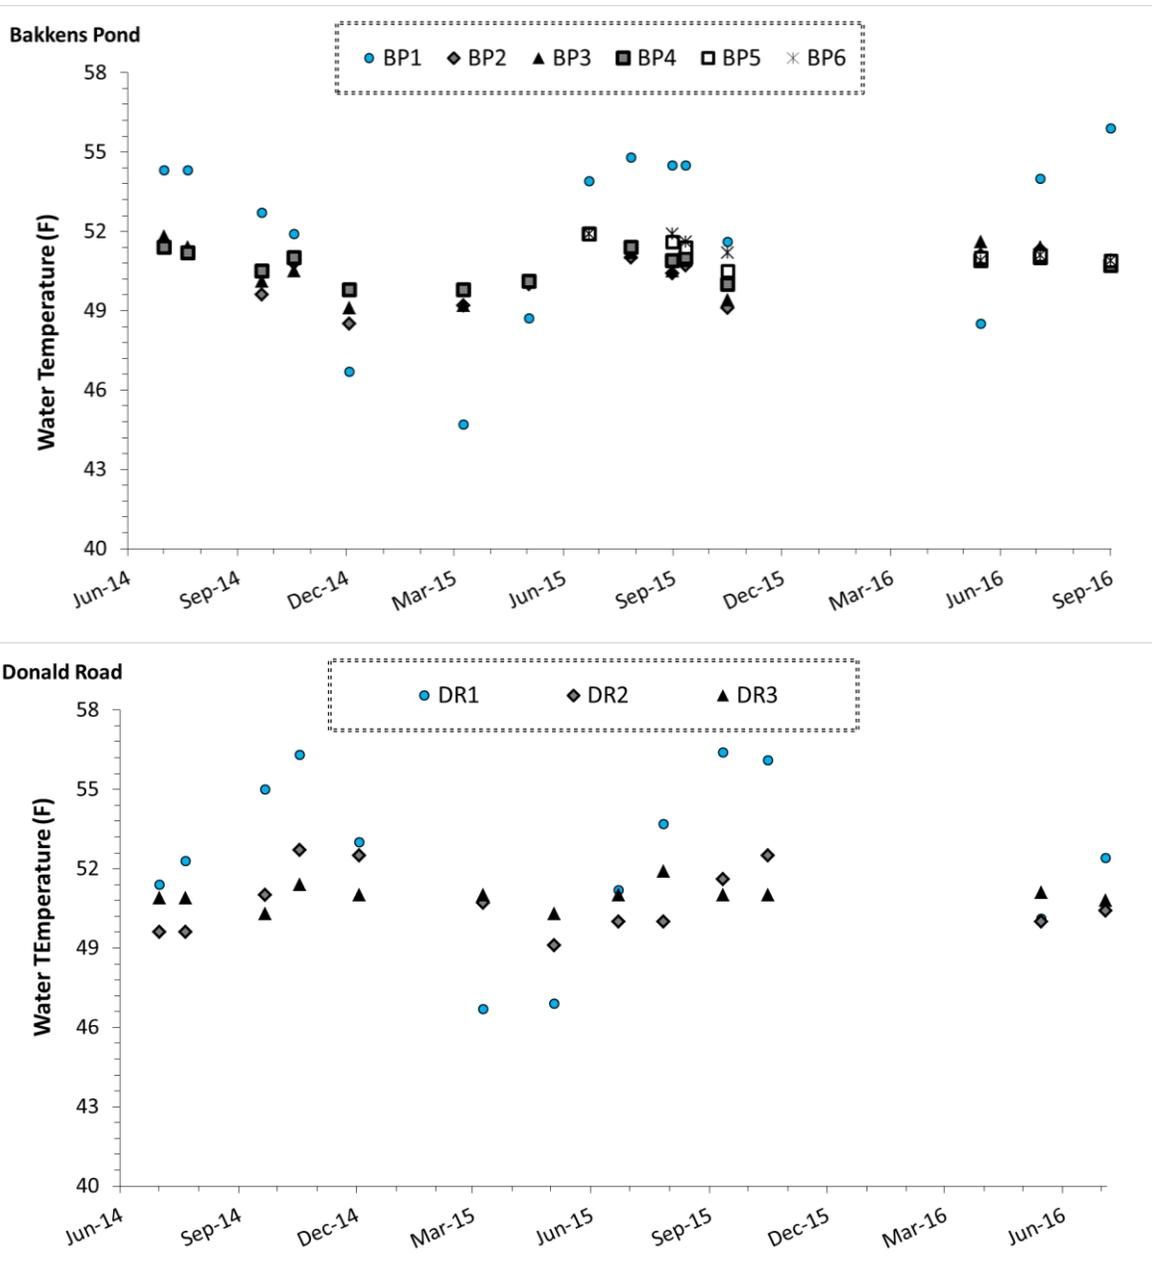 Bakkens Pond
BP1 BP2 BP3 BP4 BP5 BP6
58
55
52
49
46
43
40
Water Temperature (F)
Jun-14 Sep-14 Dec-14 Mar-15 Jun-15 Sep-15 Dec-15 Mar-16 Jun-16 Sep-16
Donald Road
DR1 DR2 DR3
58
55
52
49
46
43
40
Water TEmperature (F)
Jun-14 Sep-14 Dec-14 Mar-15 Jun-15 Sep-15 Dec-15 Mar-16 Jun-16